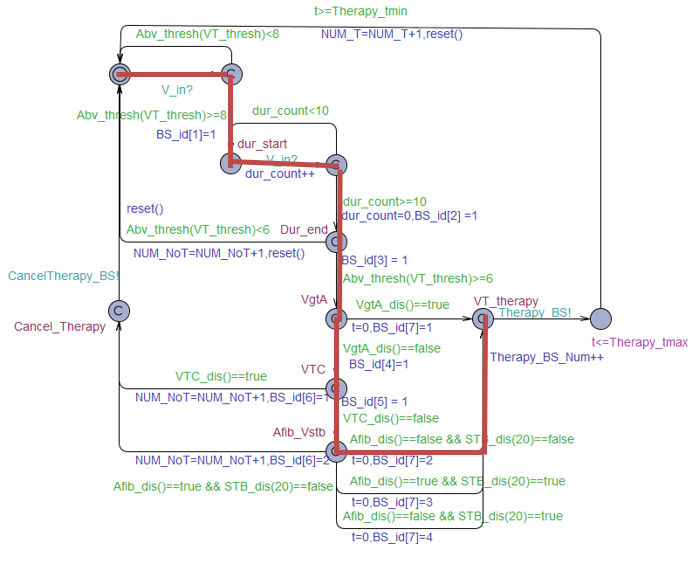 t>=Therapy_tmin
Abv_thresh(VT_thresh)<8
NUM_T=NUM_T+1,reset()
C
C
V_in?
Abv_thresh(VT_thresh)>=8
dur_count<10
BS_id[1]=1
dur_start
V_in?
C
dur_count++
dur_count>=10
reset()
dur_count=0,BS_id[2] =1
Abv_thresh(VT_thresh)<6
Dur_end
C
NUM_NoT=NUM_NoT+1,reset()
BS_id[3] = 1
CancelTherapy_BS!
Abv_thresh(VT_thresh)>=6
VgtA
VgtA_dis()==true
VT_therapy
C
Therapy_BS!
C
C
Cancel_Therapy
t=0,BS_id[7]=1
t<=Therapy_tmax
VgtA_dis()==false
Therapy_BS_Num++
VTC
BS_id[4]=1
VTC_dis()==true
C
NUM_NoT=NUM_NoT+1,BS_id[6]=1
BS_id[5] = 1
VTC_dis()==false
Afib_Vstb
Afib_dis()==false && STB_dis(20)==false
C
NUM_NoT=NUM_NoT+1,BS_id[6]=2
t=0,BS_id[7]=2
Afib_dis()==true && STB_dis(20)==false
Afib_dis()==true && STB_dis(20)==true
t=0,BS_id[7]=3
Afib_dis()==false && STB_dis(20)==true
t=0,BS_id[7]=4